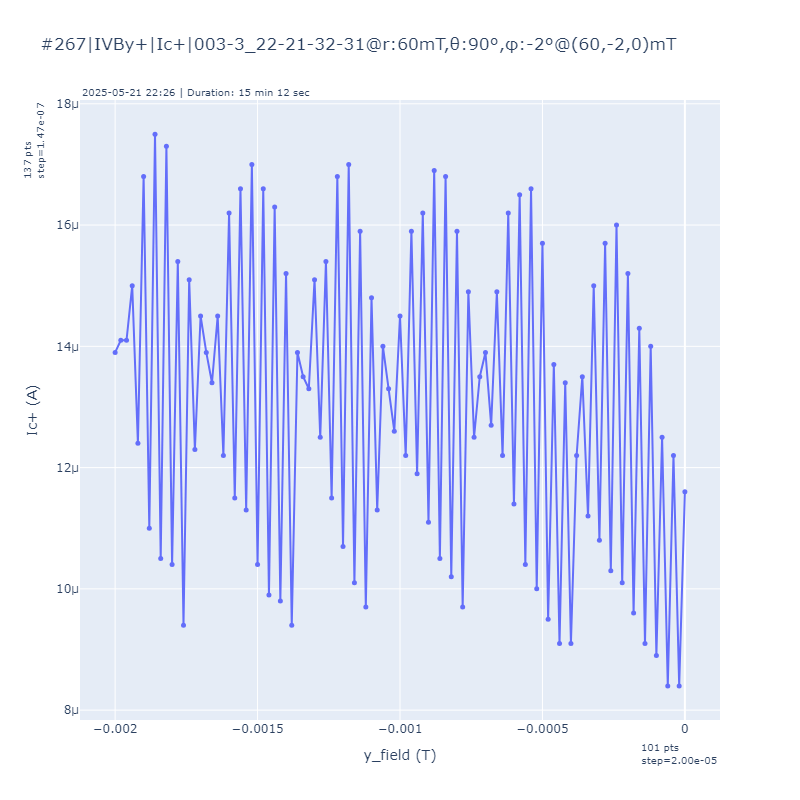 #267|IVBy+|Ic+|003-3_22-21-32-31@r:60mT,θ:90°,φ:-2°@(60,-2,0)mT
2025-05-21 22:26 | Duration: 15 min 12 sec
137 pts
step=1.47e-07
18μ
16μ
14μ
12μ
10μ
8μ
Ic+ (A)
−0.002
−0.0015
−0.001
−0.0005
0
y_field (T)
101 pts
step=2.00e-05